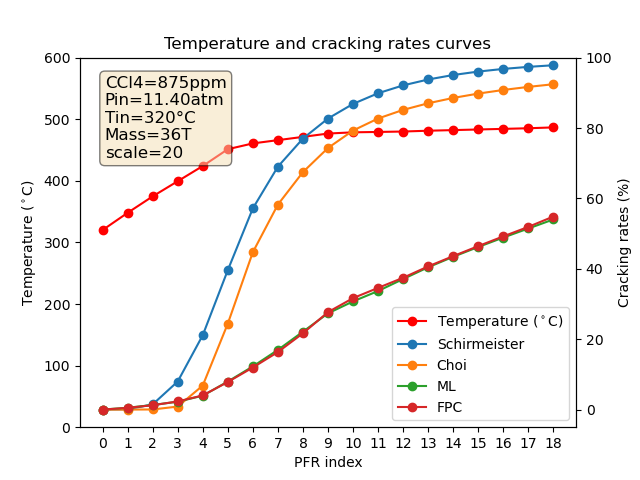 Temperature and cracking rates curves
CCl4=875ppm
Pin=11.40atm
Tin=320°C
Mass=36T
scale=20
Temperature (°C)
600
500
400
300
200
100
0
Cracking rates (%)
100
80
60
40
20
0
Temperature (°C)
Schirmeister
Choi
ML
FPC
0 1 2 3 4 5 6 7 8 9 10 11 12 13 14 15 16 17 18
PFR index